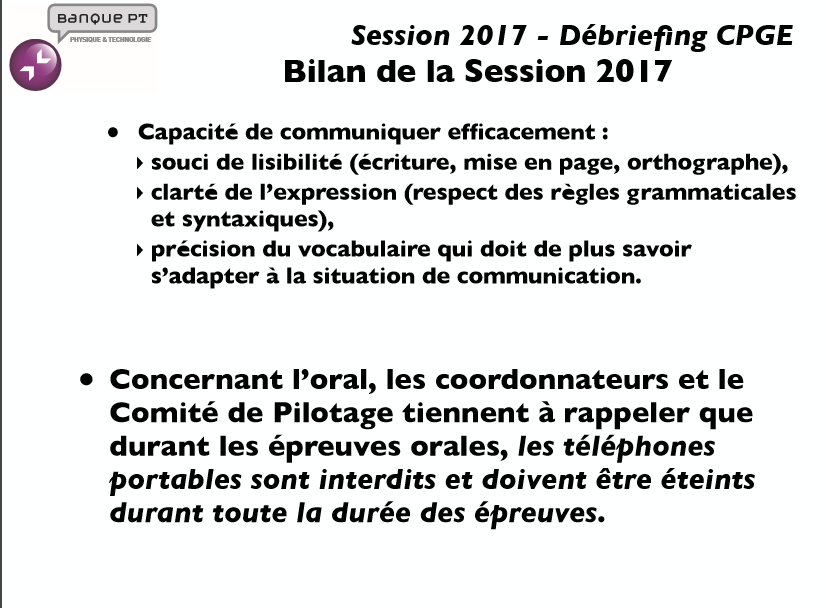 BANQUE PT
PHYSIQUE & TECHNOLOGIE
Session 2017 - Débriefing CPGE
Bilan de la Session 2017
• Capacité de communiquer efficacement :
‣ souci de lisibilité (écriture, mise en page, orthographe),
‣ clarté de l’expression (respect des règles grammaticales
et syntaxiques),
‣ précision du vocabulaire qui doit de plus savoir
s’adapter à la situation de communication.
• Concernant l’oral, les coordonnateurs et le
Comité de Pilotage tiennent à rappeler que
durant les épreuves orales, les téléphones
portables sont interdits et doivent être éteints
durant toute la durée des épreuves.